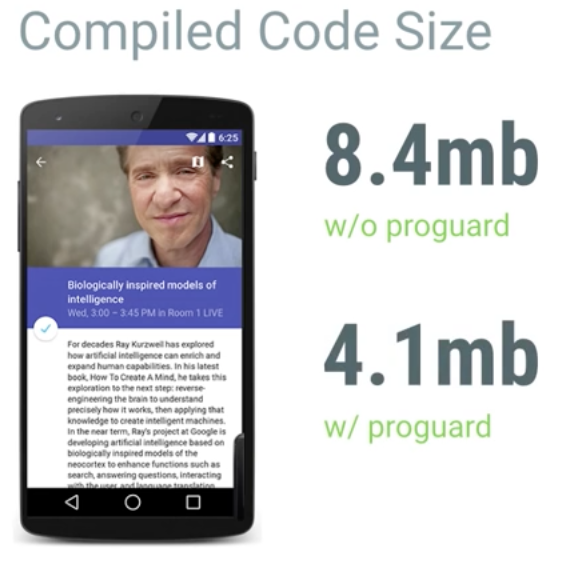 Compiled Code Size
6:25
Biologically inspired models of
intelligence
Wed, 3:00 – 3:45 PM in Room 1 LIVE
For decades Ray Kurzweil has explored
how artificial intelligence can enrich and
expand human capabilities. In his latest
book, How To Create A Mind, he takes this
exploration to the next step: reverse-
engineering the brain to understand
precisely how it works, then applying that
knowledge to create intelligent machines.
In the near term, Ray's project at Google is
developing artificial intelligence based on
biologically inspired models of the
neocortex to enhance functions such as
search, answering questions, interacting
with the user, and language translation.
8.4mb
w/o proguard
4.1mb
w/ proguard